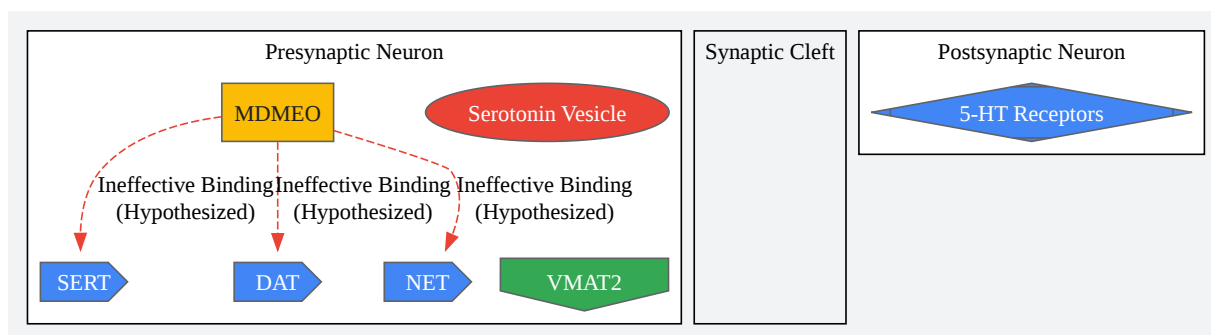 Presynaptic Neuron
Synaptic Cleft
Postsynaptic Neuron
MDMEO
Serotonin Vesicle
5-HT Receptors
Ineffective Binding
(Hypothesized)
Ineffective Binding
(Hypothesized)
Ineffective Binding
(Hypothesized)
SERT
DAT
NET
VMAT2